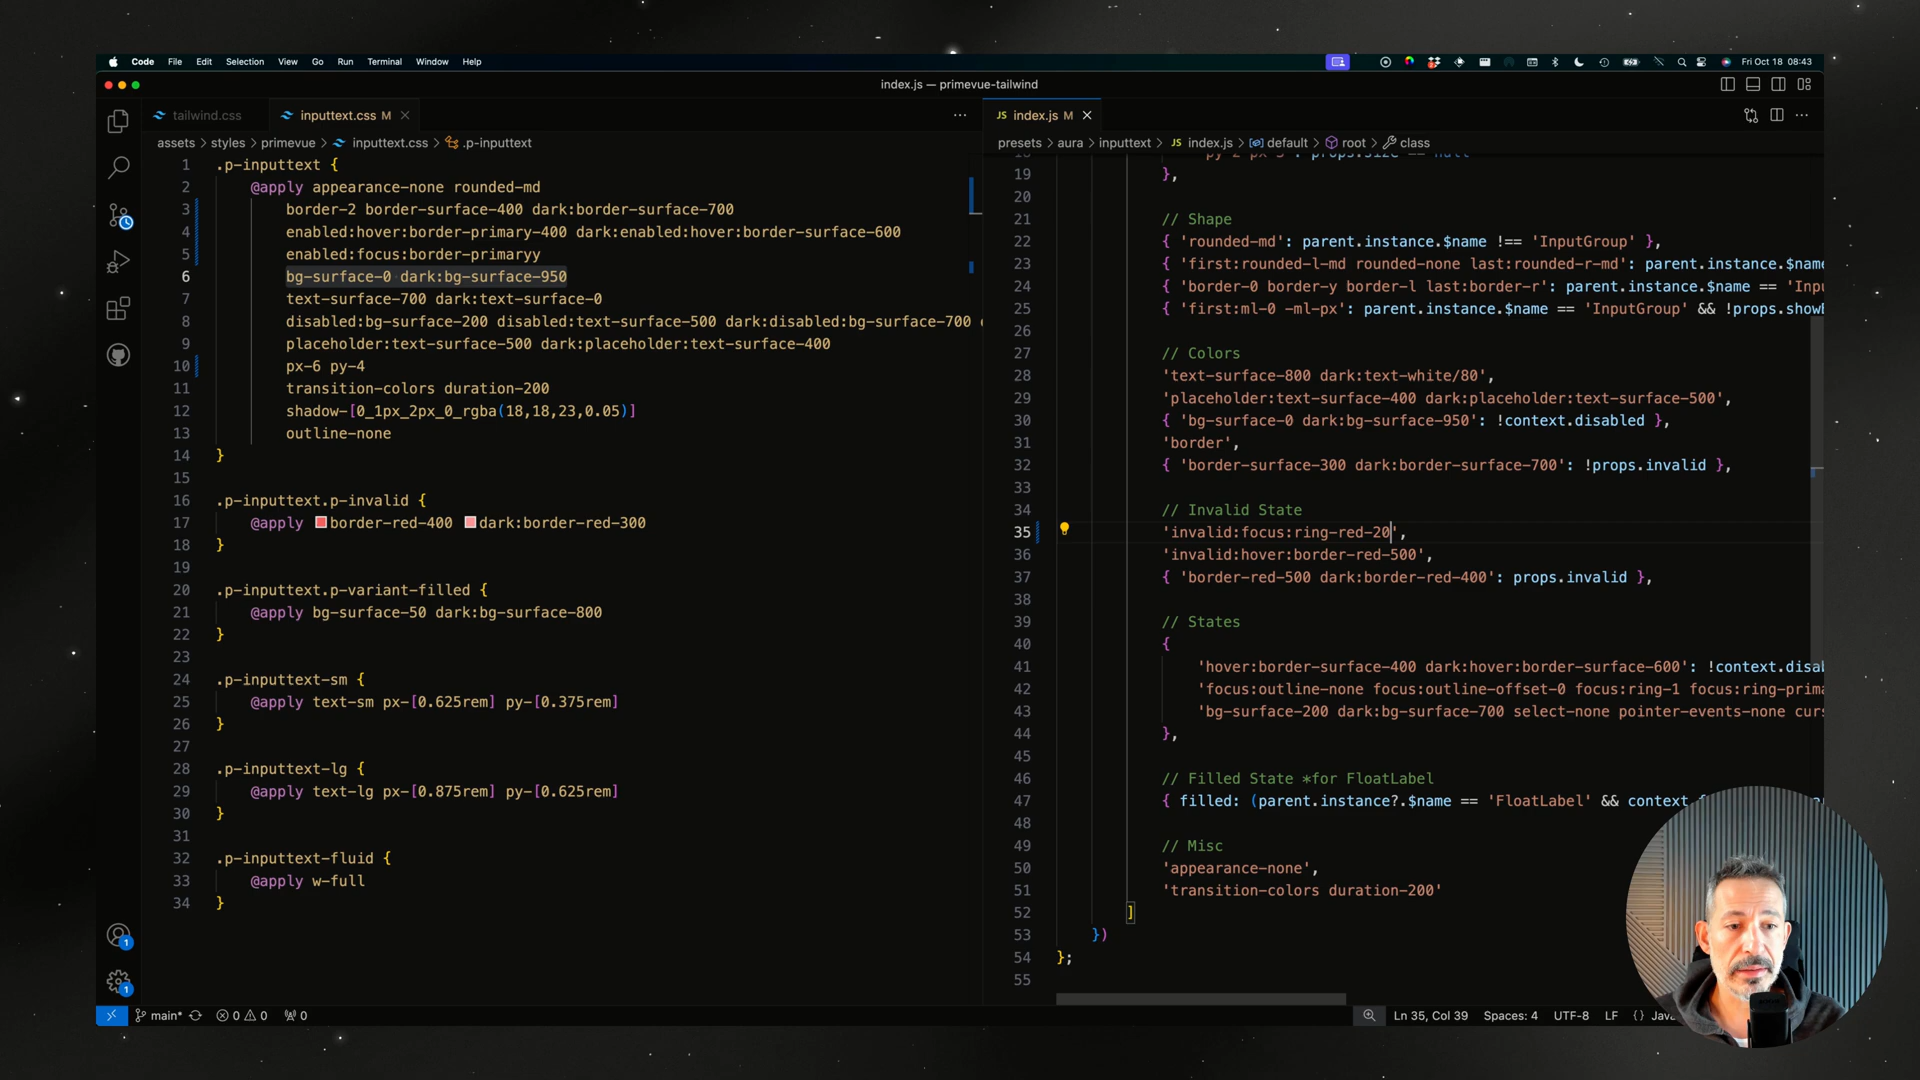 Code File Edit Selection View Go Run Terminal Window Help Fri Oct 18 08:43
index.js — primevue-tailwind
tailwind.css inputtext.css M
assets > styles > primevue > inputtext.css > .p-inputtext
1 .p-inputtext {
2 @apply appearance-none rounded-md
3 border-2 border-surface-400 dark:border-surface-700
4 enabled:hover:border-primary-400 dark:enabled:hover:border-surface-600
5 enabled:focus:border-primaryy
6 bg-surface-0 dark:bg-surface-950
7 text-surface-700 dark:text-surface-0
8 disabled:bg-surface-200 disabled:text-surface-500 dark:disabled:bg-surface-700
9 placeholder:text-surface-500 dark:placeholder:text-surface-400
10 px-6 py-4
11 transition-colors duration-200
12 shadow-[0_1px_2px_0_rgba(18,18,23,0.05)]
13 outline-none
14 }
15
16 .p-inputtext.p-invalid {
17 @apply border-red-400 dark:border-red-300
18 }
19
20 .p-inputtext.p-variant-filled {
21 @apply bg-surface-50 dark:bg-surface-800
22 }
23
24 .p-inputtext-sm {
25 @apply text-sm px-[0.625rem] py-[0.375rem]
26 }
27
28 .p-inputtext-lg {
29 @apply text-lg px-[0.875rem] py-[0.625rem]
30 }
31
32 .p-inputtext-fluid {
33 @apply w-full
34 }
JS index.js M
presets > aura > inputtext > JS index.js > default > root > class
19 },
20
21 // Shape
22 { 'rounded-md': parent.instance.$name !== 'InputGroup' },
23 { 'first:rounded-l-md rounded-none last:rounded-r-md': parent.instance.$name
24 { 'border-0 border-y border-l last:border-r': parent.instance.$name == 'Inpu
25 { 'first:ml-0 -ml-px': parent.instance.$name == 'InputGroup' && !props.show
26
27 // Colors
28 'text-surface-800 dark:text-white/80',
29 'placeholder:text-surface-400 dark:placeholder:text-surface-500',
30 { 'bg-surface-0 dark:bg-surface-950': !context.disabled },
31 'border',
32 { 'border-surface-300 dark:border-surface-700': !props.invalid },
33
34 // Invalid State
35 'invalid:focus:ring-red-20',
36 'invalid:hover:border-red-500',
37 { 'border-red-500 dark:border-red-400': props.invalid },
38
39 // States
40 {
41 'hover:border-surface-400 dark:hover:border-surface-600': !context.disa
42 'focus:outline-none focus:outline-offset-0 focus:ring-1 focus:ring-prim
43 'bg-surface-200 dark:bg-surface-700 select-none pointer-events-none cur
44 },
45
46 // Filled State *for FloatLabel
47 { filled: (parent.instance?.$name == 'FloatLabel' && context
48
49 // Misc
50 'appearance-none',
51 'transition-colors duration-200'
52 ]
53 })
54 };
55
1
1
main* 0 0 0 Ln 35, Col 39 Spaces: 4 UTF-8 LF {} Java